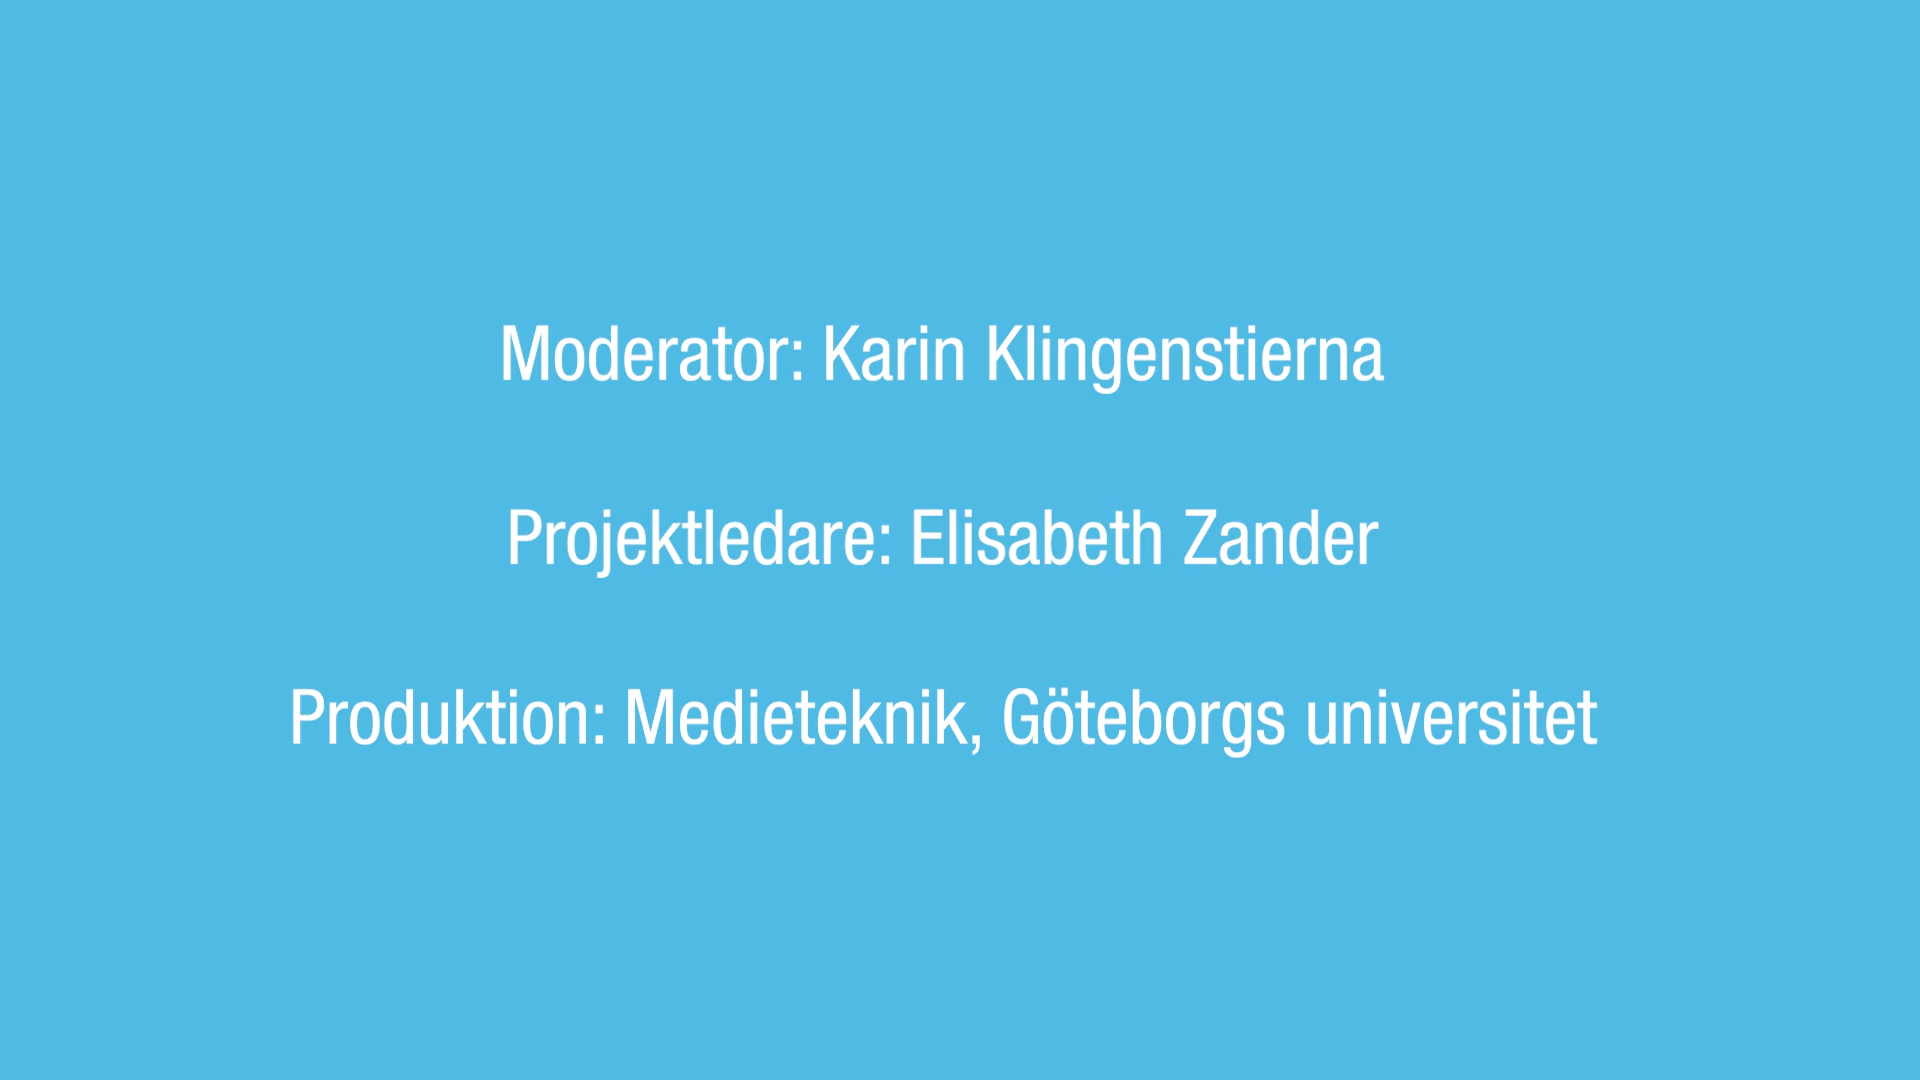 Moderator: Karin Klingenstierna
Projektledare: Elisabeth Zander
Produktion: Medieteknik, Göteborgs universitet